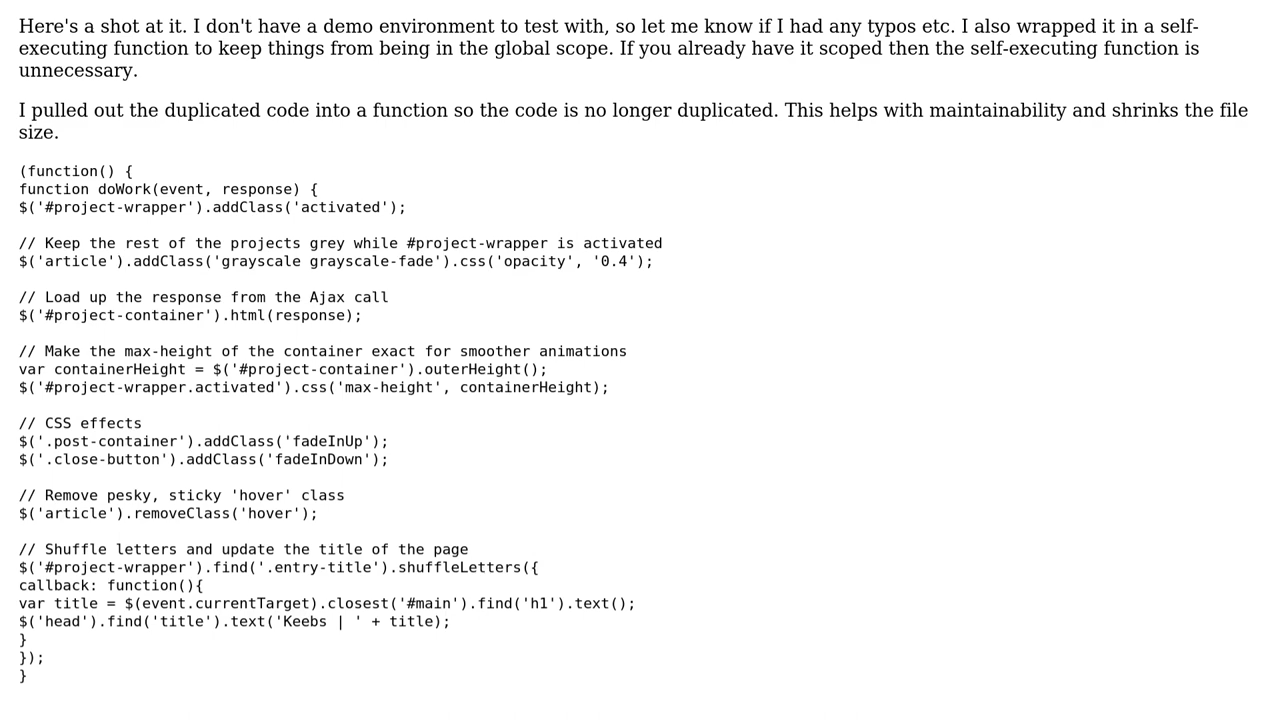 Here's a shot at it. I don't have a demo environment to test with, so let me know if I had any typos etc. I also wrapped it in a self-
executing function to keep things from being in the global scope. If you already have it scoped then the self-executing function is
unnecessary.
I pulled out the duplicated code into a function so the code is no longer duplicated. This helps with maintainability and shrinks the file
size.
(function() {
function doWork(event, response) {
$('#project-wrapper').addClass('activated');
// Keep the rest of the projects grey while #project-wrapper is activated
$('article').addClass('grayscale grayscale-fade').css('opacity', '0.4');
// Load up the response from the Ajax call
$('#project-container').html(response);
// Make the max-height of the container exact for smoother animations
var containerHeight = $('#project-container').outerHeight();
$('#project-wrapper.activated').css('max-height', containerHeight);
// CSS effects
$('.post-container').addClass('fadeInUp');
$('.close-button').addClass('fadeInDown');
// Remove pesky, sticky 'hover' class
$('article').removeClass('hover');
// Shuffle letters and update the title of the page
$('#project-wrapper').find('.entry-title').shuffleLetters({
callback: function(){
var title = $(event.currentTarget).closest('#main').find('h1').text();
$('head').find('title').text('Keebs | ' + title);
}
});
}